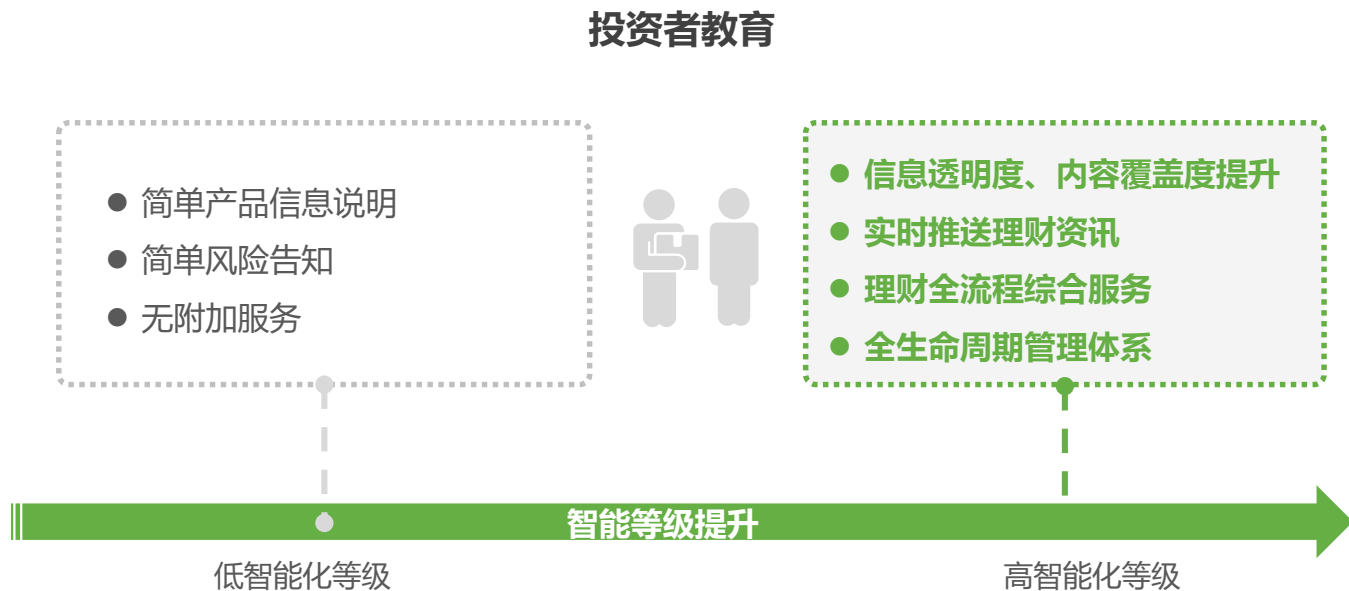 投资者教育
简单产品信息说明
简单风险告知
无附加服务
信息透明度、内容覆盖度提升
实时推送理财资讯
理财全流程综合服务
全生命周期管理体系
智能等级提升
低智能化等级
高智能化等级